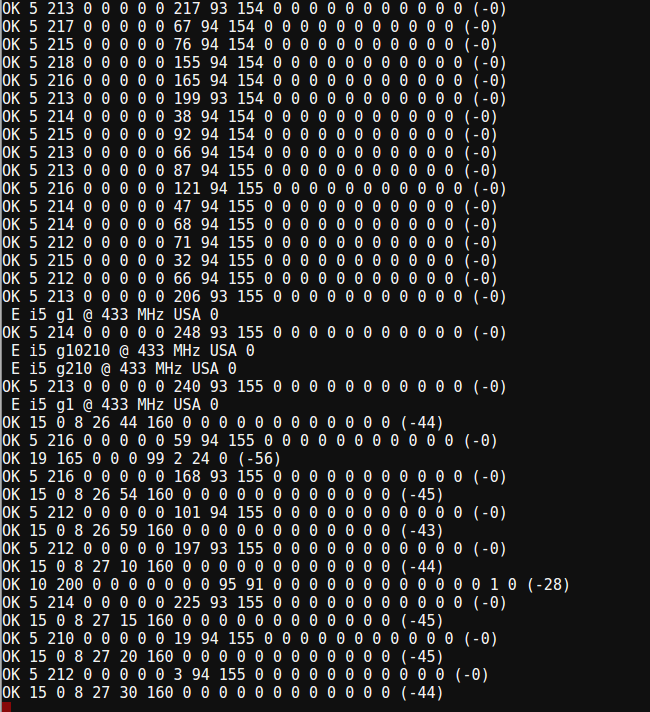 OK 5 213 0 0 0 0 0 217 93 154 0 0 0 0 0 0 0 0 0 0 0 (-0)
OK 5 217 0 0 0 0 0 67 94 154 0 0 0 0 0 0 0 0 0 0 0 (-0)
OK 5 215 0 0 0 0 0 76 94 154 0 0 0 0 0 0 0 0 0 0 0 (-0)
OK 5 218 0 0 0 0 0 155 94 154 0 0 0 0 0 0 0 0 0 0 0 (-0)
OK 5 216 0 0 0 0 0 165 94 154 0 0 0 0 0 0 0 0 0 0 0 (-0)
OK 5 213 0 0 0 0 0 199 93 154 0 0 0 0 0 0 0 0 0 0 0 (-0)
OK 5 214 0 0 0 0 0 38 94 154 0 0 0 0 0 0 0 0 0 0 0 (-0)
OK 5 215 0 0 0 0 0 92 94 154 0 0 0 0 0 0 0 0 0 0 0 (-0)
OK 5 213 0 0 0 0 0 66 94 154 0 0 0 0 0 0 0 0 0 0 0 (-0)
OK 5 213 0 0 0 0 0 87 94 155 0 0 0 0 0 0 0 0 0 0 0 (-0)
OK 5 216 0 0 0 0 0 121 94 155 0 0 0 0 0 0 0 0 0 0 0 (-0)
OK 5 214 0 0 0 0 0 47 94 155 0 0 0 0 0 0 0 0 0 0 0 (-0)
OK 5 214 0 0 0 0 0 68 94 155 0 0 0 0 0 0 0 0 0 0 0 (-0)
OK 5 212 0 0 0 0 0 71 94 155 0 0 0 0 0 0 0 0 0 0 0 (-0)
OK 5 215 0 0 0 0 0 32 94 155 0 0 0 0 0 0 0 0 0 0 0 (-0)
OK 5 212 0 0 0 0 0 66 94 155 0 0 0 0 0 0 0 0 0 0 0 (-0)
OK 5 213 0 0 0 0 0 206 93 155 0 0 0 0 0 0 0 0 0 0 0 (-0)
E i5 g1 @ 433 MHz USA 0
OK 5 214 0 0 0 0 0 248 93 155 0 0 0 0 0 0 0 0 0 0 0 (-0)
E i5 g10210 @ 433 MHz USA 0
E i5 g210 @ 433 MHz USA 0
OK 5 213 0 0 0 0 0 240 93 155 0 0 0 0 0 0 0 0 0 0 0 (-0)
E i5 g1 @ 433 MHz USA 0
OK 15 0 8 26 44 160 0 0 0 0 0 0 0 0 0 0 0 0 (-44)
OK 5 216 0 0 0 0 0 59 94 155 0 0 0 0 0 0 0 0 0 0 0 (-0)
OK 19 165 0 0 0 99 2 24 0 (-56)
OK 5 216 0 0 0 0 0 168 93 155 0 0 0 0 0 0 0 0 0 0 0 (-0)
OK 15 0 8 26 54 160 0 0 0 0 0 0 0 0 0 0 0 0 (-45)
OK 5 212 0 0 0 0 0 101 94 155 0 0 0 0 0 0 0 0 0 0 0 (-0)
OK 15 0 8 26 59 160 0 0 0 0 0 0 0 0 0 0 0 0 (-43)
OK 5 212 0 0 0 0 0 197 93 155 0 0 0 0 0 0 0 0 0 0 0 (-0)
OK 15 0 8 27 10 160 0 0 0 0 0 0 0 0 0 0 0 0 (-44)
OK 10 200 0 0 0 0 0 0 0 95 91 0 0 0 0 0 0 0 0 0 0 0 0 1 0 (-28)
OK 5 214 0 0 0 0 0 225 93 155 0 0 0 0 0 0 0 0 0 0 0 (-0)
OK 15 0 8 27 15 160 0 0 0 0 0 0 0 0 0 0 0 0 (-45)
OK 5 210 0 0 0 0 0 19 94 155 0 0 0 0 0 0 0 0 0 0 0 (-0)
OK 15 0 8 27 20 160 0 0 0 0 0 0 0 0 0 0 0 0 (-45)
OK 5 212 0 0 0 0 0 3 94 155 0 0 0 0 0 0 0 0 0 0 0 (-0)
OK 15 0 8 27 30 160 0 0 0 0 0 0 0 0 0 0 0 0 (-44)